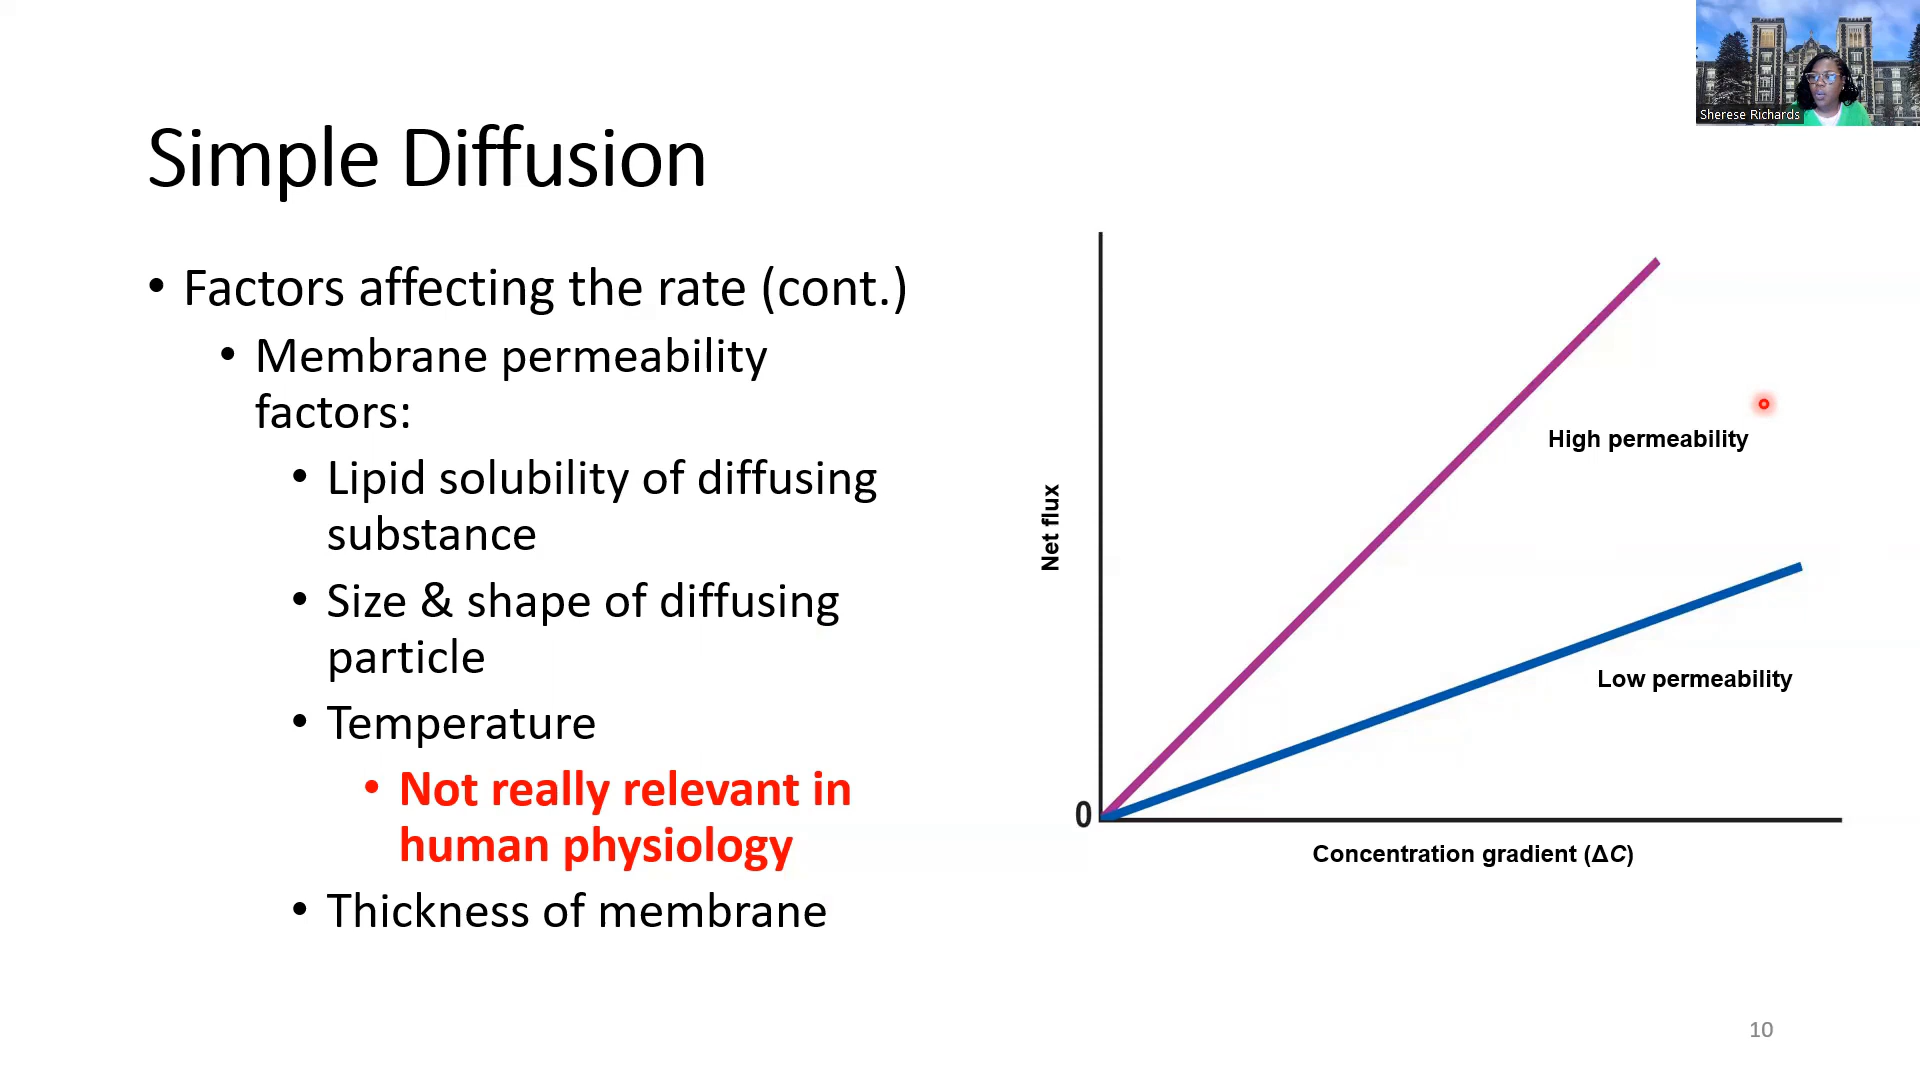 Sherese Richards
Simple Diffusion
• Factors affecting the rate (cont.)
• Membrane permeability
factors:
• Lipid solubility of diffusing
substance
• Size & shape of diffusing
particle
• Temperature
• Not really relevant in
human physiology
• Thickness of membrane
Net flux
High permeability
Low permeability
0
Concentration gradient (ΔC)
10